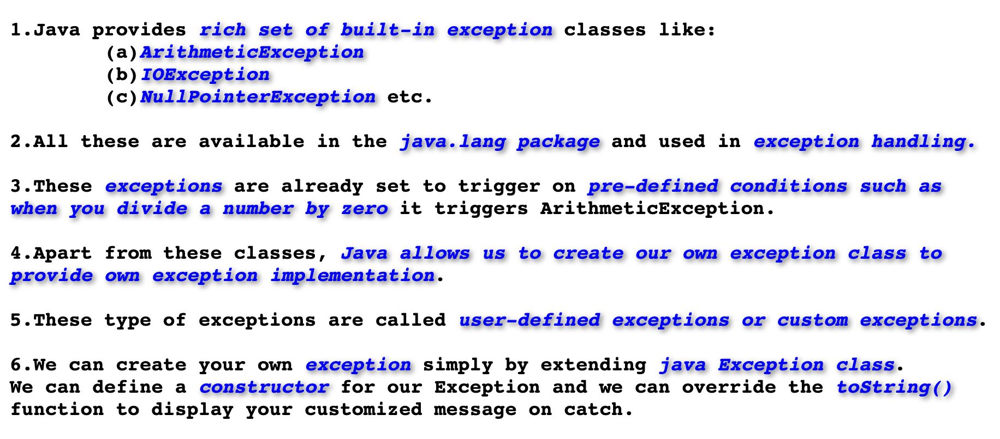 1.Java provides rich set of built-in exception classes like:
(a)ArithmeticException
(b)IOException
(c)NullPointerException etc.
2.All these are available in the java.lang package and used in exception handling.
3.These exceptions are already set to trigger on pre-defined conditions such as
when you divide a number by zero it triggers ArithmeticException.
4.Apart from these classes, Java allows us to create our own exception class to
provide own exception implementation.
5.These type of exceptions are called user-defined exceptions or custom exceptions.
6.We can create your own exception simply by extending java Exception class.
We can define a constructor for our Exception and we can override the toString()
function to display your customized message on catch.